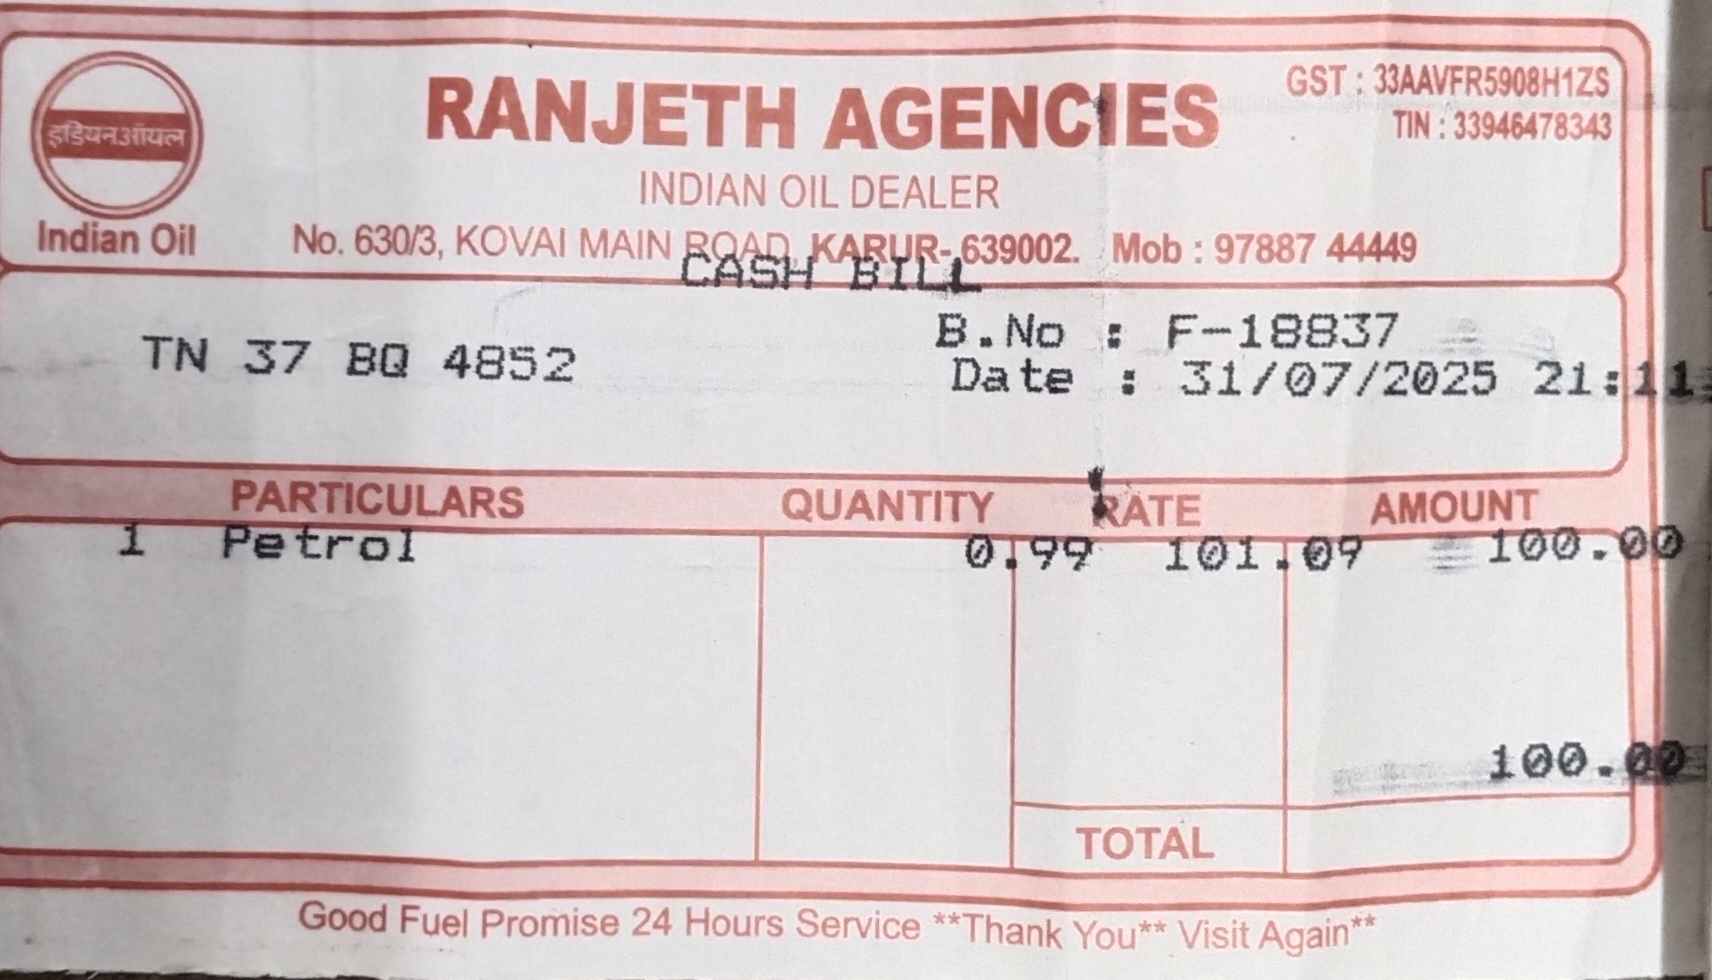 RANJETH AGENCIES
GST : 33AAVFR5908H1ZS
TIN : 33946478343
इंडियनऑयल
Indian Oil
INDIAN OIL DEALER
No. 630/3, KOVAI MAIN ROAD, KARUR- 639002. Mob : 97887 44449
CASH BILL
B.No : F-18837
TN 37 BQ 4852
Date : 31/07/2025 21:11
PARTICULARS QUANTITY RATE AMOUNT
1 Petrol 0.99 101.09 100.00
100.00
TOTAL
Good Fuel Promise 24 Hours Service **Thank You** Visit Again**